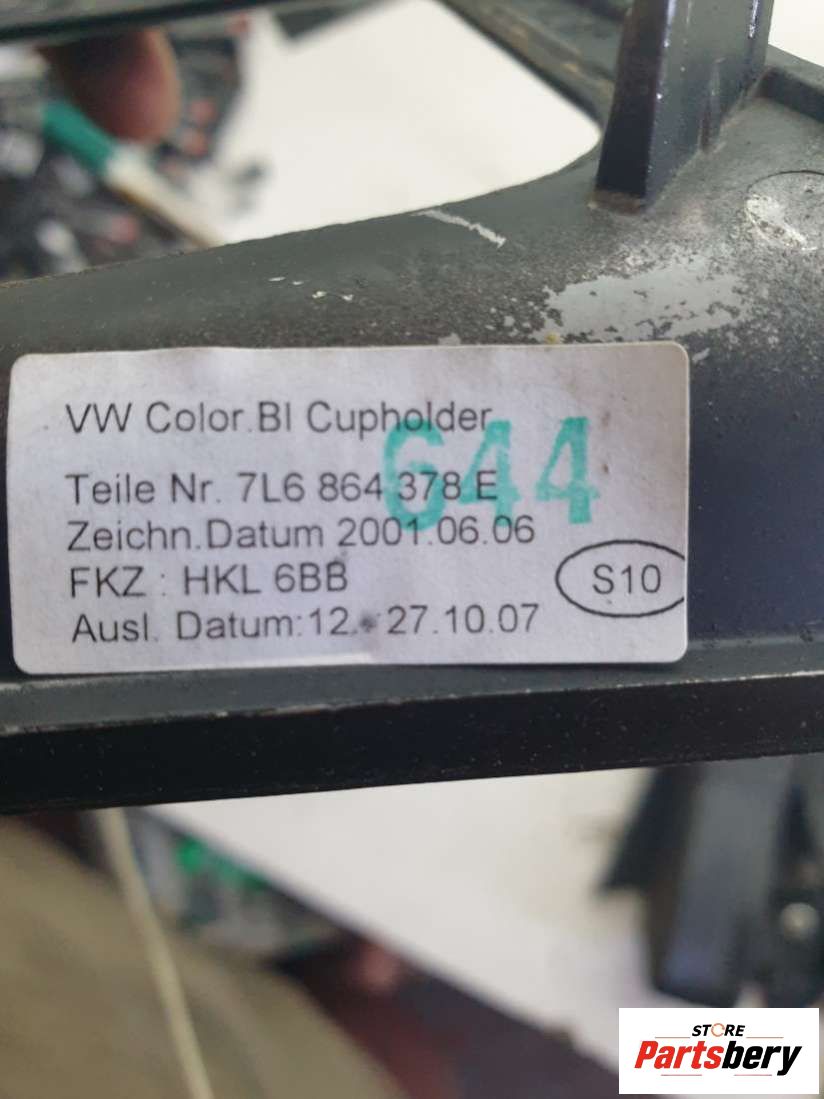 VW Color.Bl Cupholder
644
Teile Nr. 7L6 864 378 E
Zeichn.Datum 2001.06.06
FKZ : HKL 6BB
S10
Ausl. Datum:12. 27.10.07
STORE
Partsbery